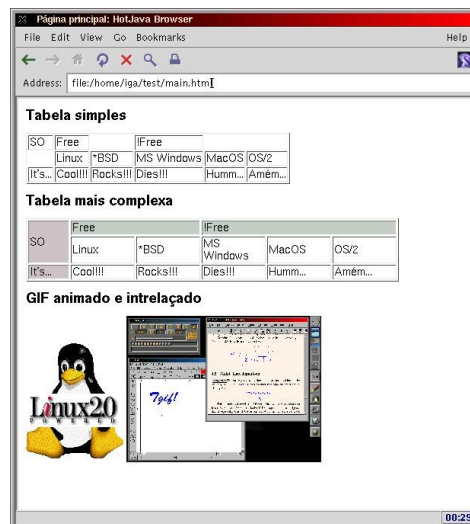 Página principal: HotJava Browser
File Edit View Go Bookmarks Help
Address: file:/home/iga/test/main.htm
Tabela simples
SO Free !Free
Linux *BSD MS Windows MacOS OS/2
It's... Cool!!! Rocks!!! Dies!!! Humm... Amém...
Tabela mais complexa
Free !Free
SO Linux *BSD MS Windows MacOS OS/2
It's... Cool!!! Rocks!!! Dies!!! Humm... Amém...
GIF animado e intrelaçado
Linux 2.0
POWERED
7gif!
00:29